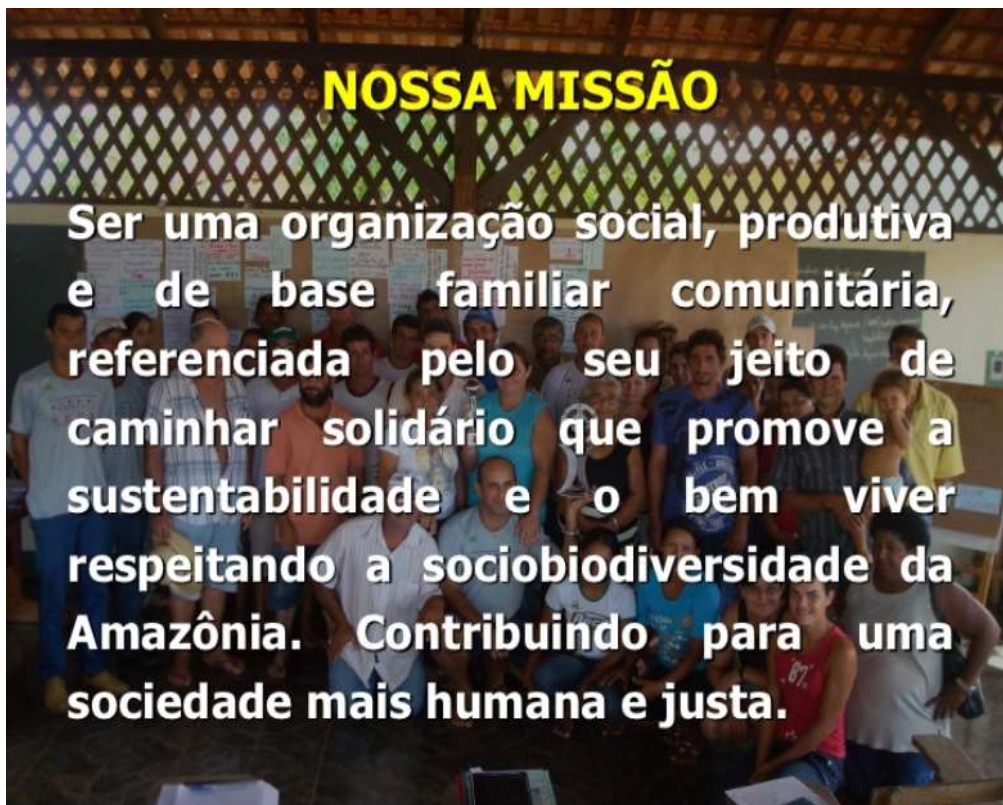 NOSSA MISSÃO
Ser uma organização social, produtiva
e de base familiar comunitária,
referenciada pelo seu jeito de
caminhar solidário que promove a
sustentabilidade e o bem viver
respeitando a sociobiodiversidade da
Amazônia. Contribuindo para uma
sociedade mais humana e justa.